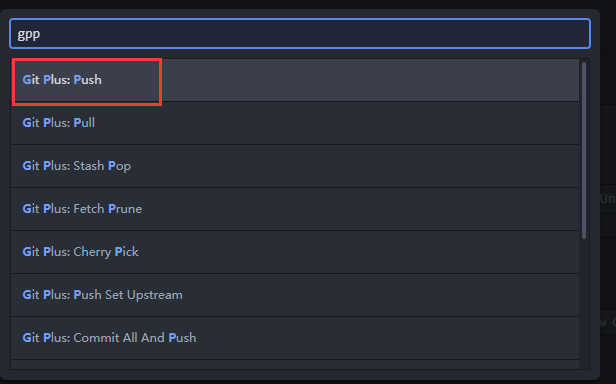 gpp
Git Plus: Push
Git Plus: Pull
Git Plus: Stash Pop
Git Plus: Fetch Prune
Un
Git Plus: Cherry Pick
Git Plus: Push Set Upstream
Git Plus: Commit All And Push